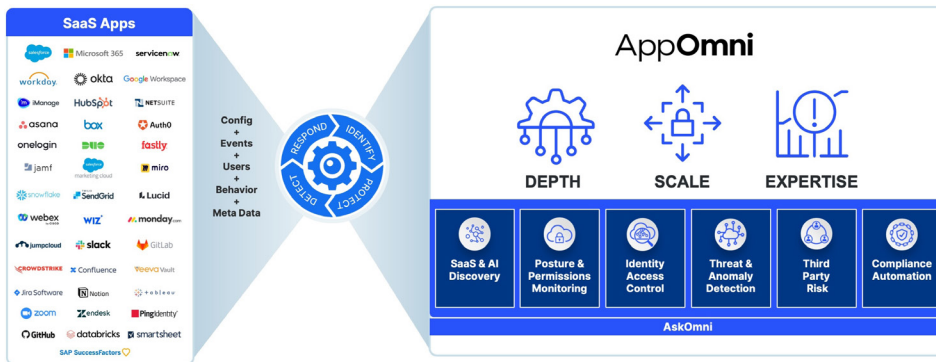 SaaS Apps
salesforce
Microsoft 365
servicenow
workday.
okta
Google Workspace
iManage
HubSpot
NETSUITE
asana
box
Auth0
onelogin
DUO
fastly
jamf
salesforce
marketing cloud
miro
snowflake
SendGrid
Lucid
webex
WIZ
monday.com
jumpcloud
slack
GitLab
CROWDSTRIKE
Confluence
Veeva Vault
Jira Software
Notion
tableau
zoom
zendesk
PingIdentity
GitHub
databricks
smartsheet
SAP SuccessFactors
Config
+
Events
+
Users
+
Behavior
+
Meta Data
RESPOND
IDENTIFY
PROTECT
DETECT
AppOmni
DEPTH
SCALE
EXPERTISE
SaaS & AI
Discovery
Posture &
Permissions
Monitoring
Identity
Access
Control
Threat &
Anomaly
Detection
Third
Party
Risk
Compliance
Automation
AskOmni